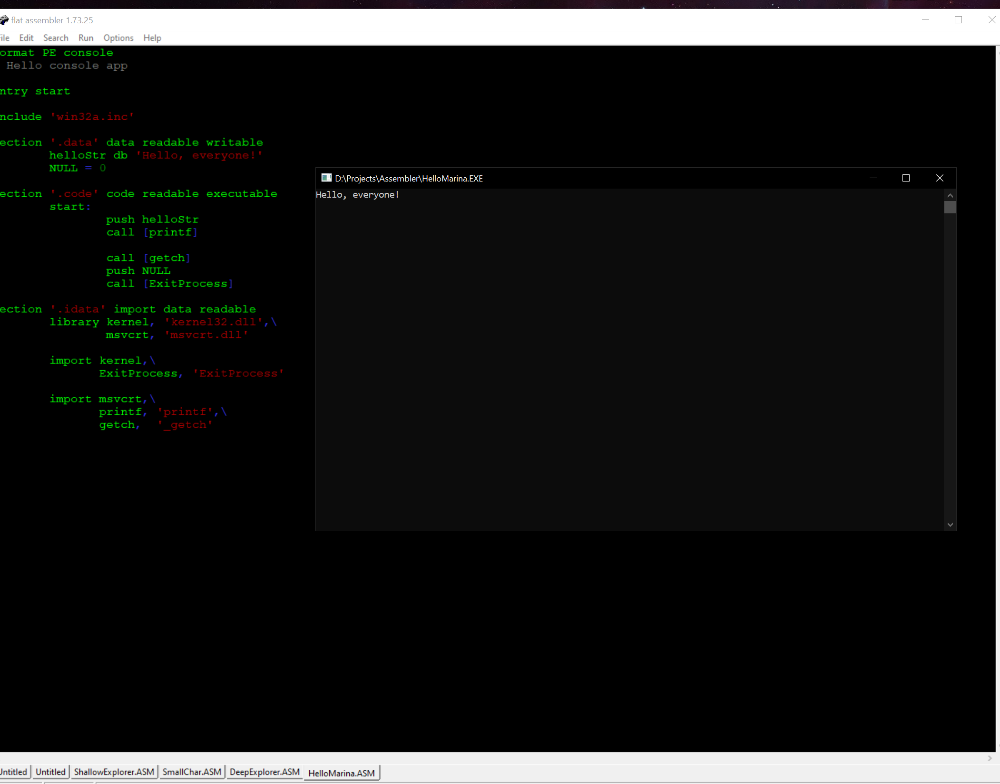 flat assembler 1.73.25
ile Edit Search Run Options Help
ormat PE console
Hello console app
ntry start
nclude 'win32a.inc'
ection '.data' data readable writable
helloStr db 'Hello, everyone!'
NULL = 0
ection '.code' code readable executable
start:
push helloStr
call [printf]
call [getch]
push NULL
call [ExitProcess]
ection '.idata' import data readable
library kernel, 'kernel32.dll',\
msvcrt, 'msvcrt.dll'
import kernel,\
ExitProcess, 'ExitProcess'
import msvcrt,\
printf, 'printf',\
getch, '_getch'
D:\Projects\Assembler\HelloMarina.EXE
Hello, everyone!
Untitled Untitled ShallowExplorer.ASM SmallChar.ASM DeepExplorer.ASM HelloMarina.ASM